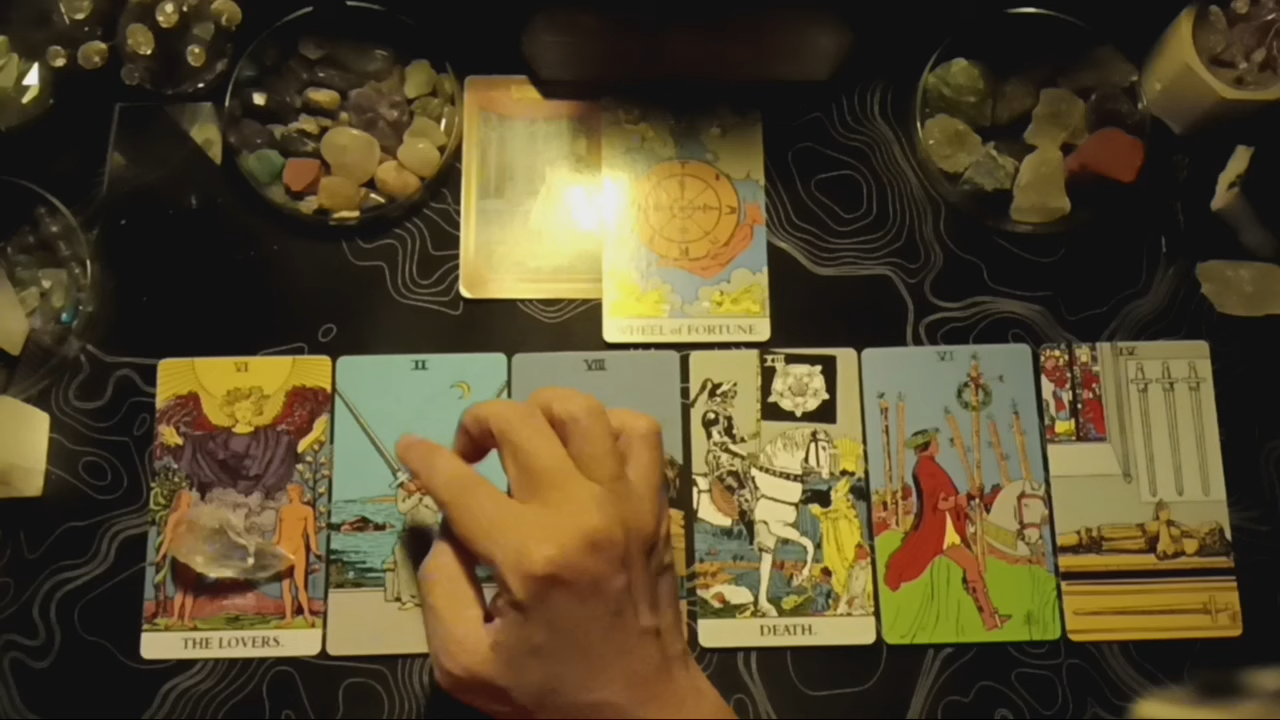 WHEEL of FORTUNE.
VI
II
VIII
XIII
VI
IV
THE LOVERS.
DEATH.